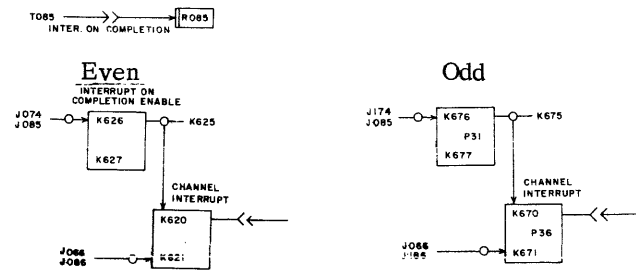 T085 R085
INTER. ON COMPLETION
Even
INTERRUPT ON
COMPLETION ENABLE
J074
J085
K626
K625
K627
CHANNEL
INTERRUPT
K620
J066
J086
K621
Odd
J174
J085
K676
K675
P31
K677
CHANNEL
INTERRUPT
K670
P36
J066
K671